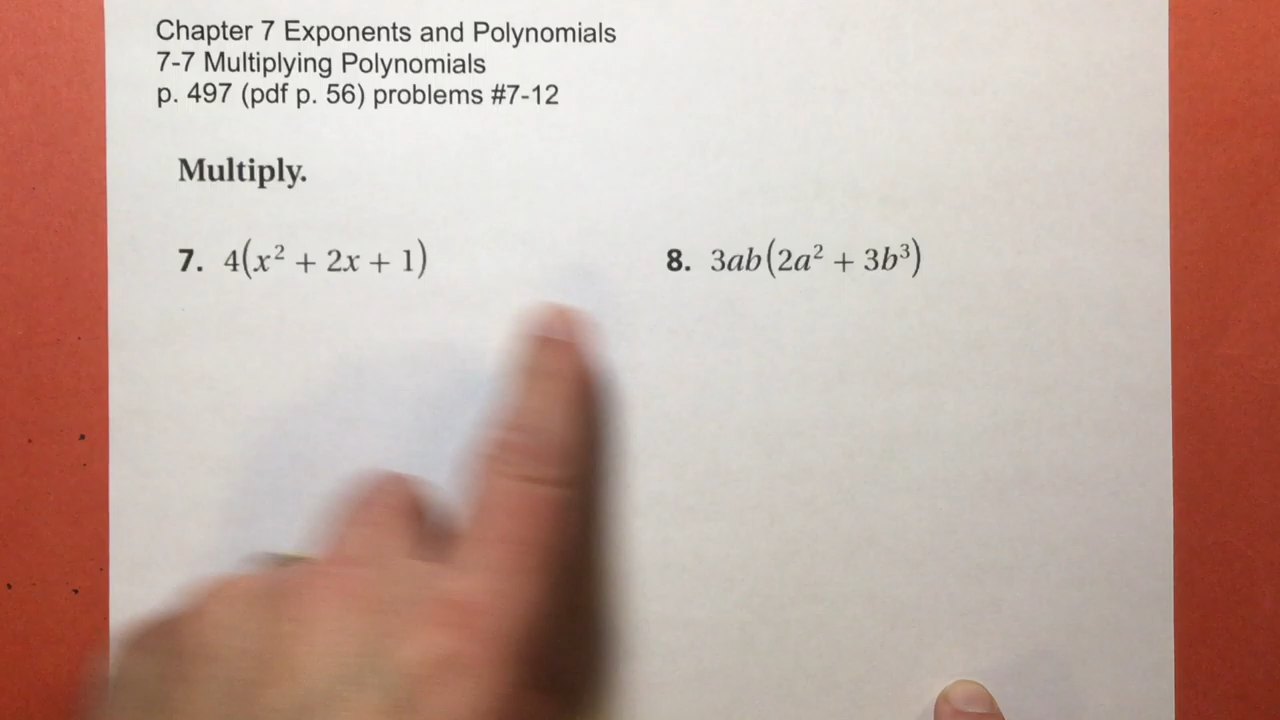 Chapter 7 Exponents and Polynomials
7-7 Multiplying Polynomials
p. 497 (pdf p. 56) problems #7-12
Multiply.
7. 4(x² + 2x + 1)
8. 3ab(2a² + 3b³)